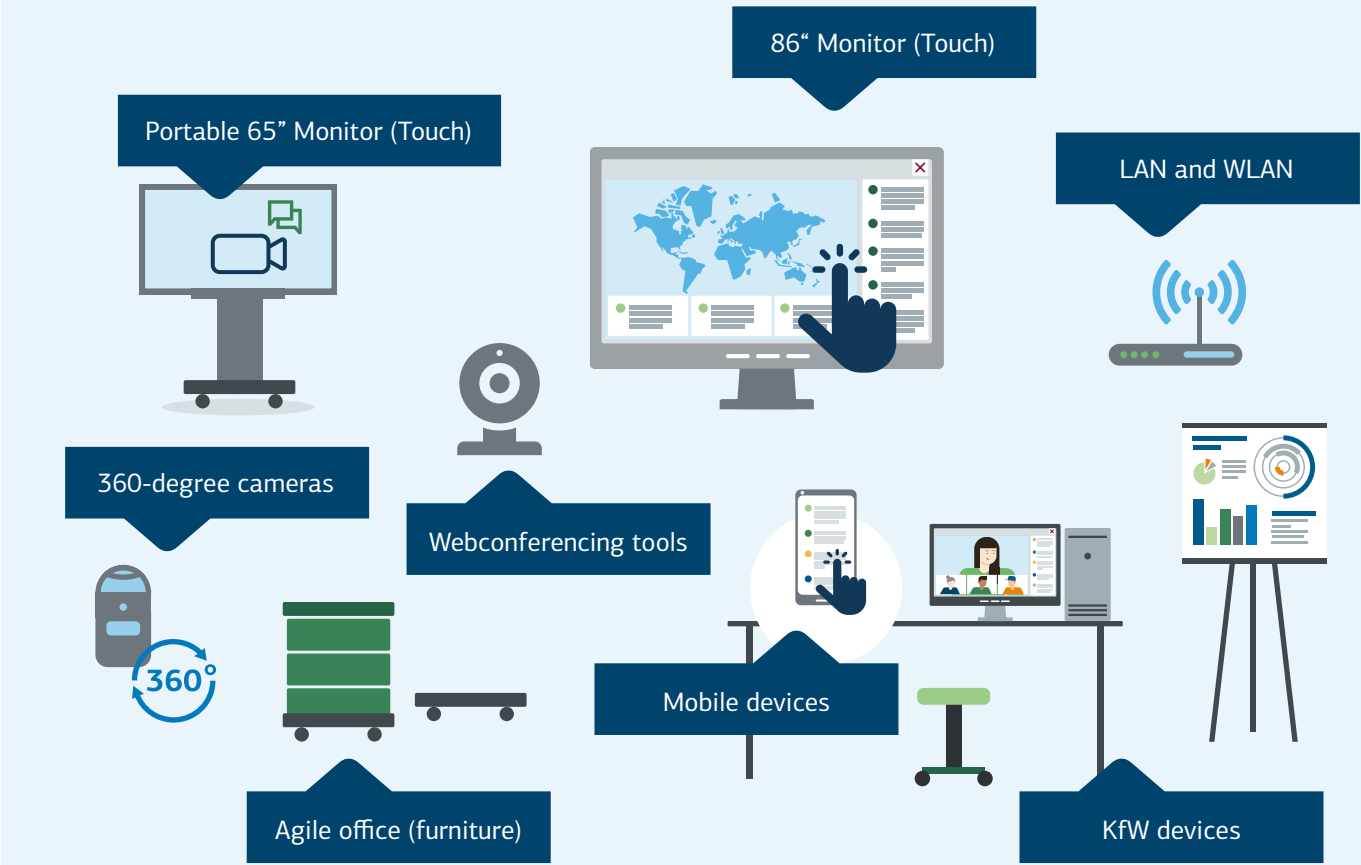 86“ Monitor (Touch)
Portable 65” Monitor (Touch)
LAN and WLAN
360-degree cameras
Webconferencing tools
360°
Mobile devices
Agile office (furniture)
KfW devices